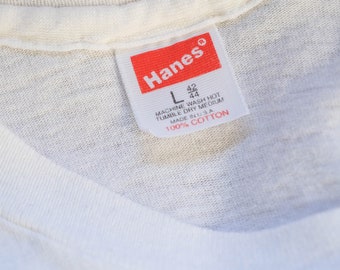 Hanes®
L 42/44
MACHINE WASH HOT
TUMBLE DRY MEDIUM
MADE IN U.S.A.
100% COTTON